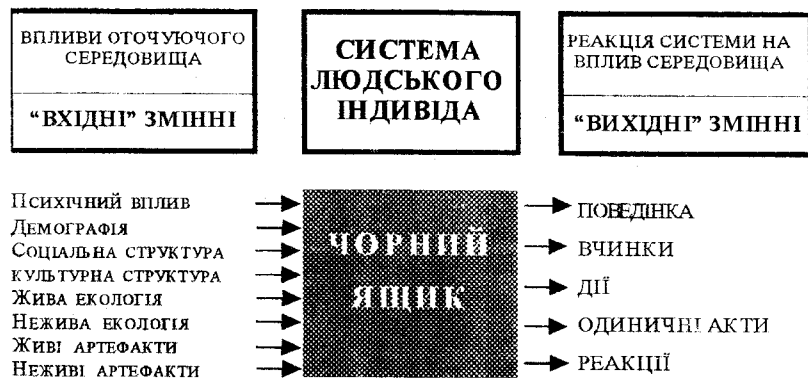 ВПЛИВИ ОТОЧУЮЧОГО
СЕРЕДОВИЩА
“ВХІДНІ” ЗМІННІ
СИСТЕМА
ЛЮДСЬКОГО
ІНДИВІДА
РЕАКЦІЯ СИСТЕМИ НА
ВПЛИВ СЕРЕДОВИЩА
“ВИХІДНІ” ЗМІННІ
ПСИХІЧНИЙ ВПЛИВ
ДЕМОГРАФІЯ
СОЦІАЛЬНА СТРУКТУРА
КУЛЬТУРНА СТРУКТУРА
ЖИВА ЕКОЛОГІЯ
НЕЖИВА ЕКОЛОГІЯ
ЖИВІ АРТЕФАКТИ
НЕЖИВІ АРТЕФАКТИ
ЧОРНИЙ
ЯЩИК
ПОВЕДІНКА
ВЧИНКИ
ДІЇ
ОДИНИЧНІ АКТИ
РЕАКЦІЇ